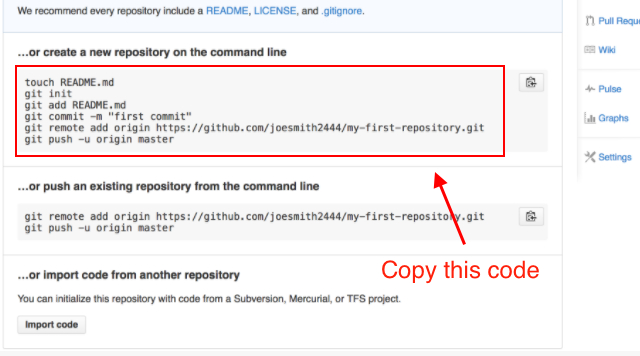 We recommend every repository include a README, LICENSE, and .gitignore.
…or create a new repository on the command line
touch README.md
git init
git add README.md
git commit -m "first commit"
git remote add origin https://github.com/joesmith2444/my-first-repository.git
git push -u origin master
…or push an existing repository from the command line
git remote add origin https://github.com/joesmith2444/my-first-repository.git
git push -u origin master
Copy this code
…or import code from another repository
You can initialize this repository with code from a Subversion, Mercurial, or TFS project.
Import code
Pull Reque
Wiki
Pulse
Graphs
Settings